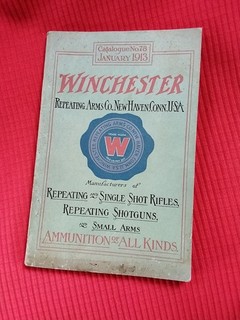 Catalogue No. 78
JANUARY 1913
WINCHESTER
REPEATING ARMS CO., NEW HAVEN, CONN. U.S.A.
W
Manufacturers of
REPEATING AND SINGLE SHOT RIFLES,
REPEATING SHOTGUNS,
AND SMALL ARMS
AMMUNITION OF ALL KINDS.